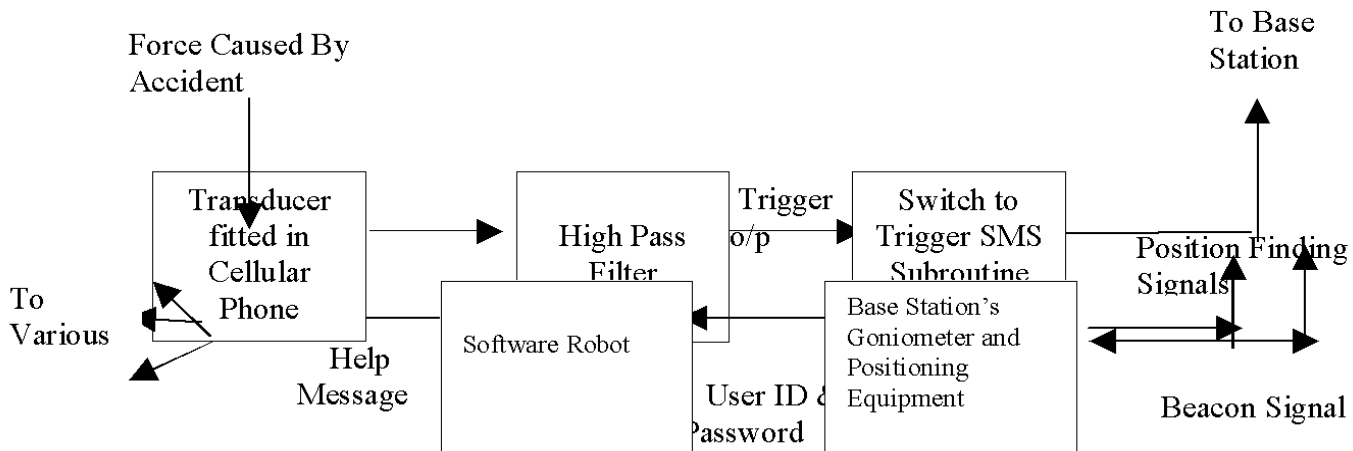 To Base
Station
Force Caused By
Accident
Transducer
fitted in
Cellular
Phone
High Pass
Filter
Trigger
o/p
Switch to
Trigger SMS
Subroutine
Position Finding
Signals
To
Various
Help
Message
Software Robot
User ID &
Password
Base Station’s
Goniometer and
Positioning
Equipment
Beacon Signal